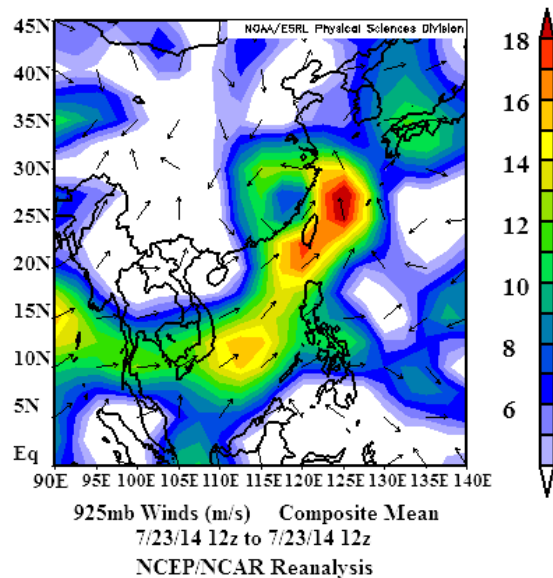 NOAA/ESRL Physical Sciences Division
45N
40N
35N
30N
25N
20N
15N
10N
5N
Eq
90E 95E 100E 105E 110E 115E 120E 125E 130E 135E 140E
18
16
14
12
10
8
6
925mb Winds (m/s) Composite Mean
7/23/14 12z to 7/23/14 12z
NCEP/NCAR Reanalysis